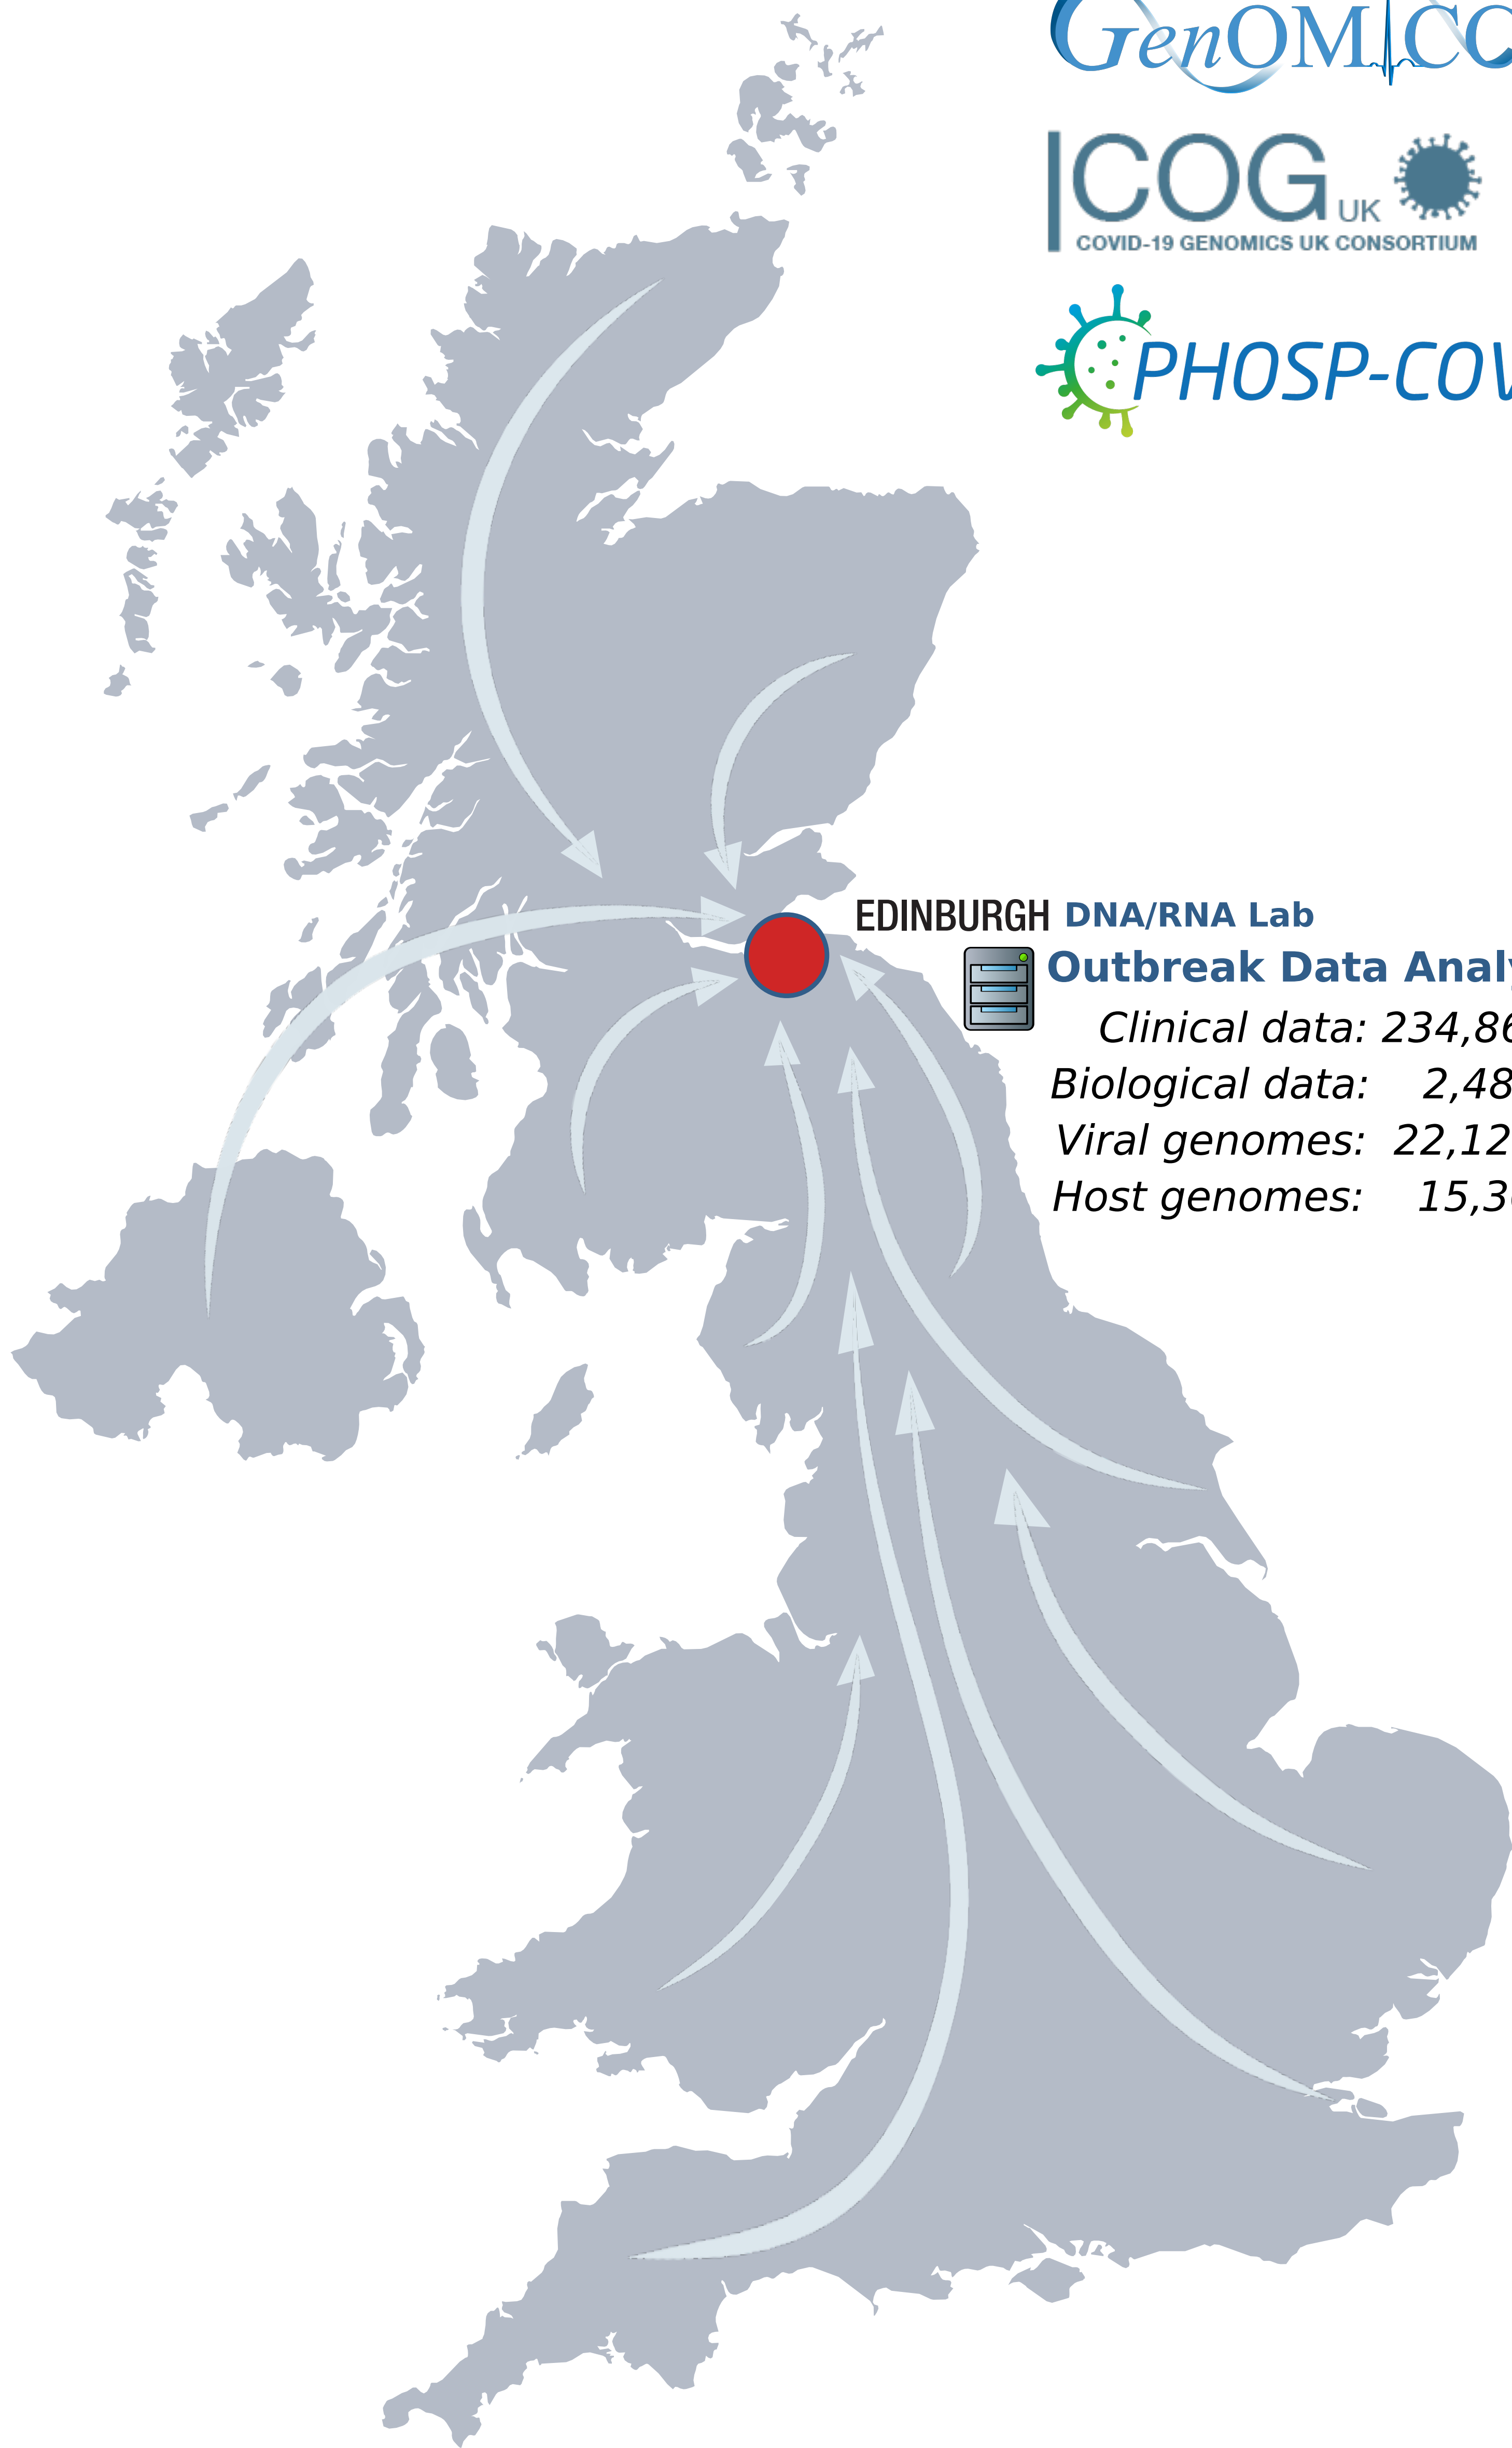 GenOMICC
COG UK
COVID-19 GENOMICS UK CONSORTIUM
PHOSP-COV
EDINBURGH DNA/RNA Lab
Outbreak Data Analy
Clinical data: 234,86
Biological data: 2,48
Viral genomes: 22,12
Host genomes: 15,3